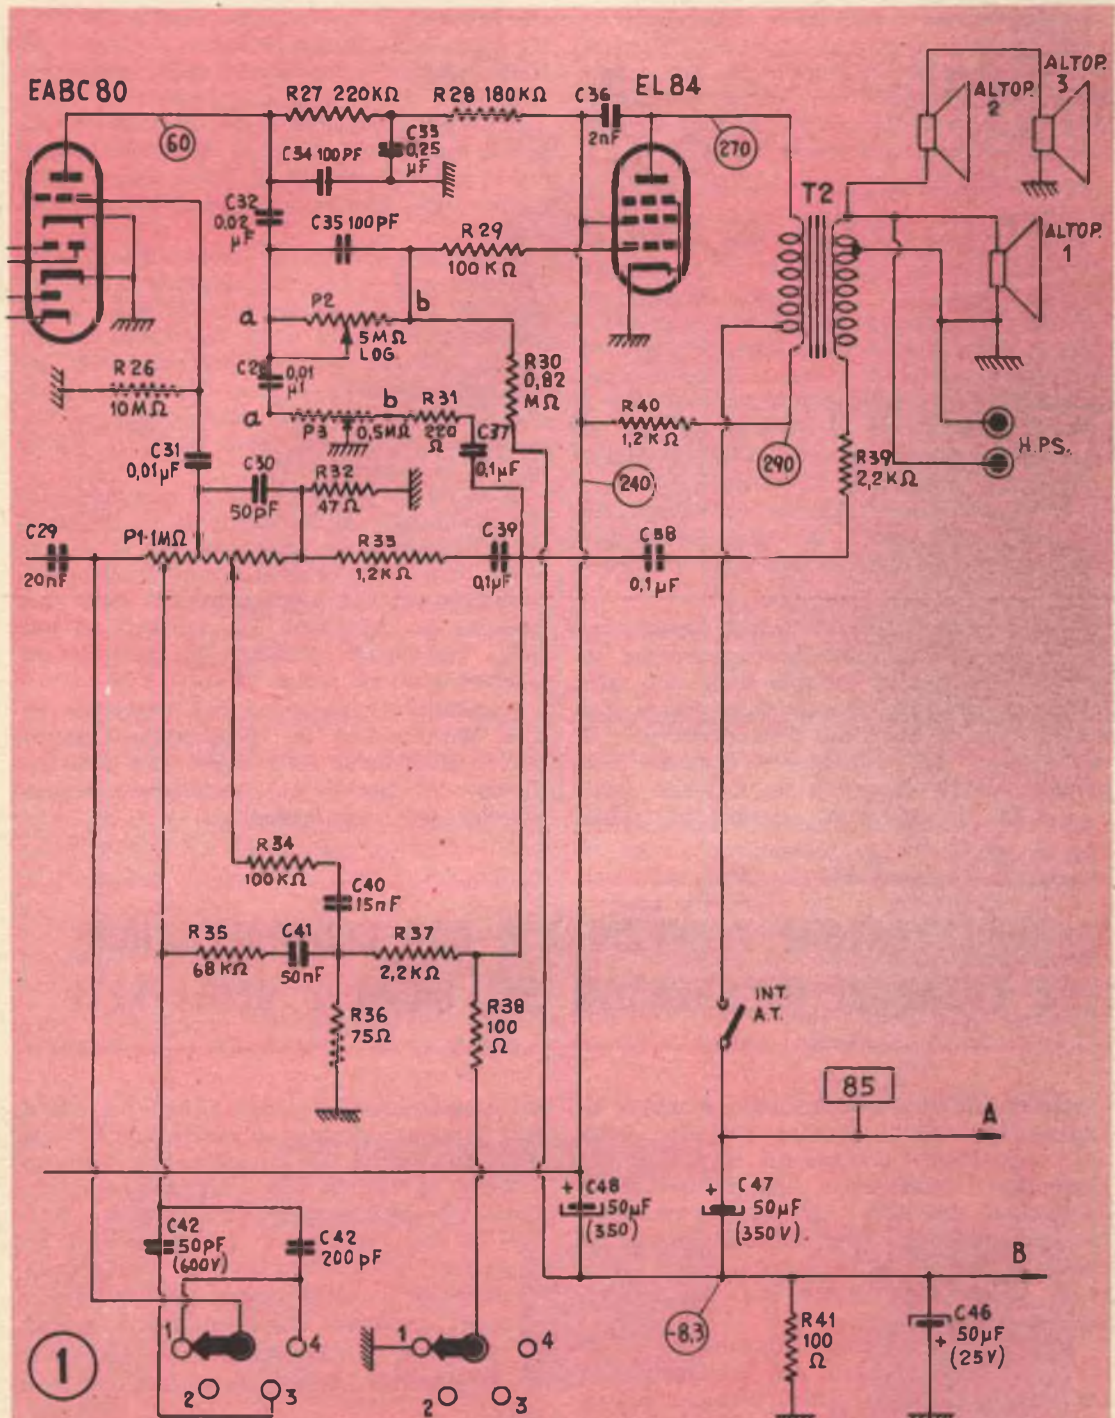 EABC80
R27 220KΩ
R28 180KΩ
C36
2nF
EL84
ALTOP. 2
ALTOP. 3
60
C33
0,25
µF
C34 100PF
270
T2
C32
0,02
µF
C35 100PF
R29
100KΩ
ALTOP. 1
a
P2
b
5MΩ
LOG
R26
10MΩ
0,01
R30
0,82
MΩ
a
b
R31
220
Ω
P3
0,5MΩ
C37
0,1µF
R40
1,2KΩ
H.P.S.
C31
0,01µF
C30
50pF
R32
47Ω
240
290
R39
2,2KΩ
C29
20nF
P1·1MΩ
R33
1,2KΩ
C39
0,1µF
C38
0,1µF
R34
100KΩ
C40
15nF
R35
68KΩ
C41
50nF
R37
2,2KΩ
R36
75Ω
R38
100
Ω
INT.
A.T.
85
A
C42
50pF
(600V)
C42
200pF
+ C48
50µF
(350)
+ C47
50µF
(350V)
B
-8,3
R41
100
Ω
C46
+ 50µF
(25V)
1
1
4
2
3
1
4
2
3